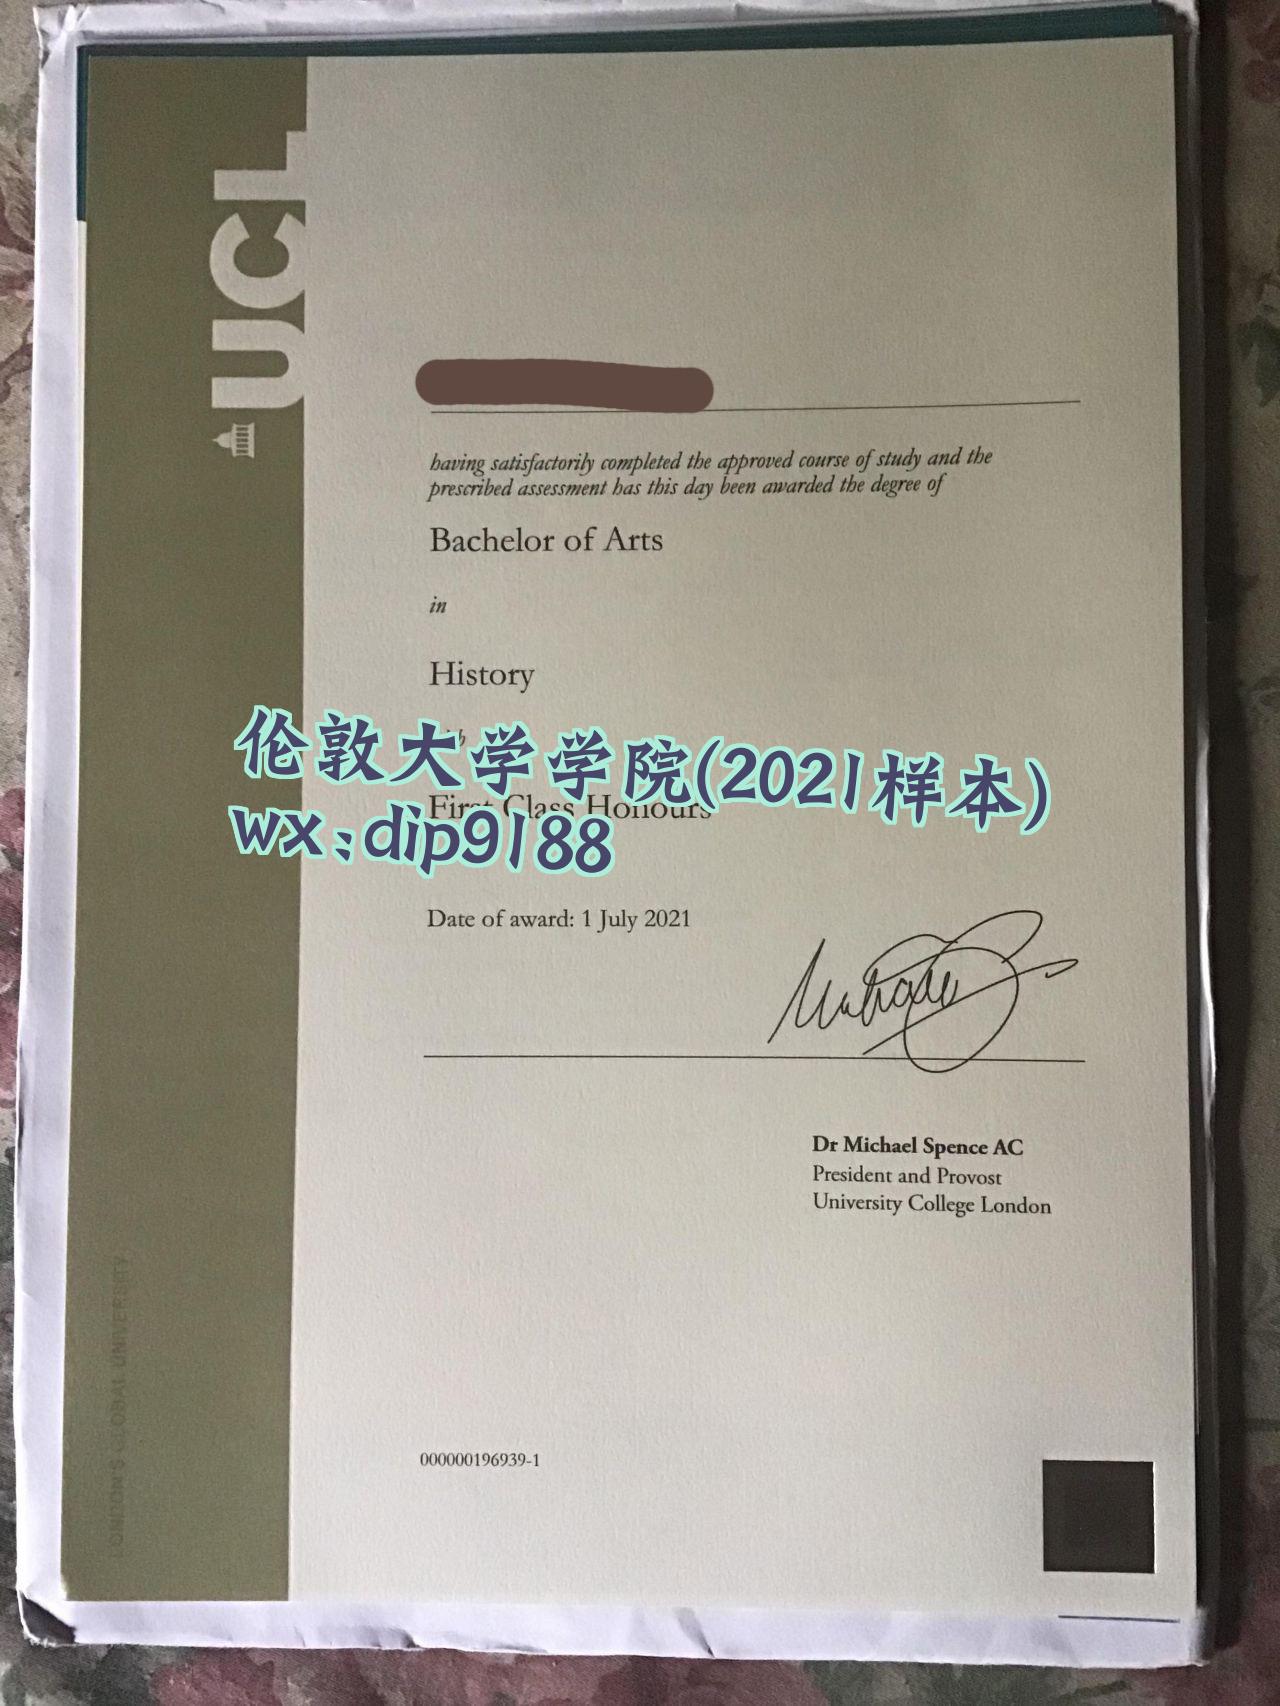 UCL
having satisfactorily completed the approved course of study and the
prescribed assessment has this day been awarded the degree of
Bachelor of Arts
in
History
伦敦大学学院(2021样本)
First Class Honours
wx:dip9188
Date of award: 1 July 2021
Dr Michael Spence AC
President and Provost
University College London
LONDON'S GLOBAL UNIVERSITY
000000196939-1